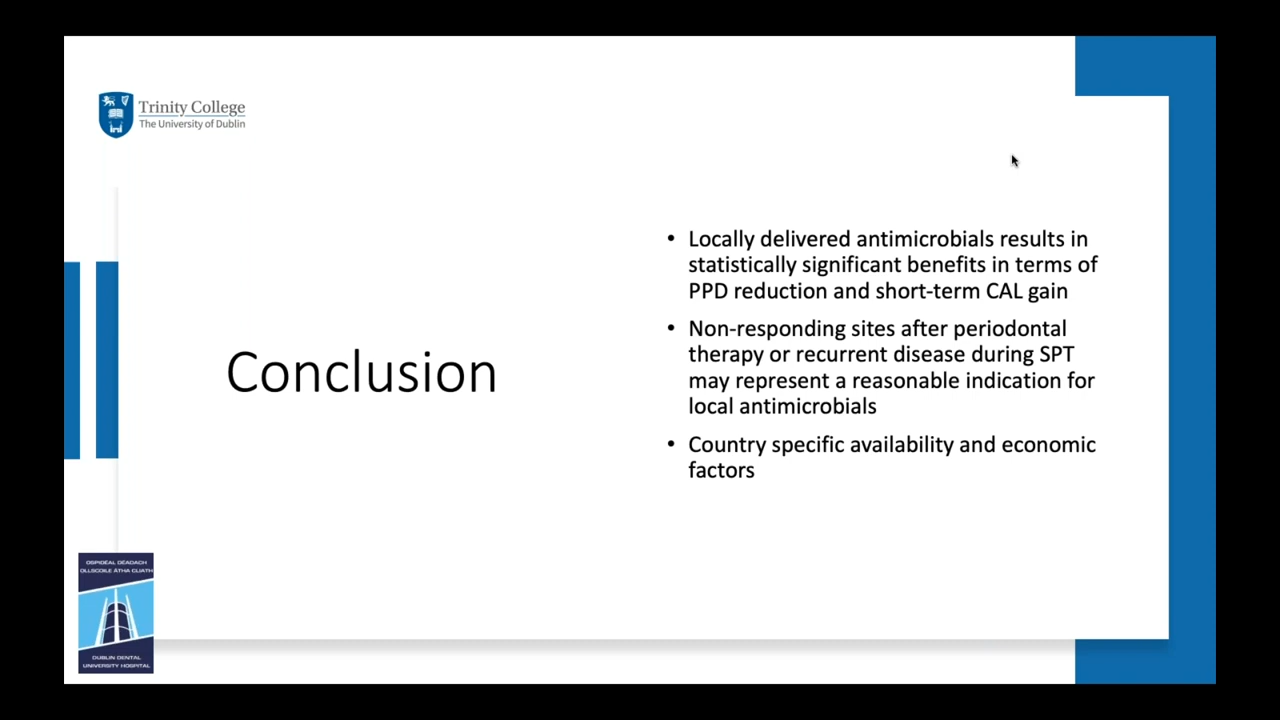 Trinity College
The University of Dublin
Conclusion
• Locally delivered antimicrobials results in
statistically significant benefits in terms of
PPD reduction and short-term CAL gain
• Non-responding sites after periodontal
therapy or recurrent disease during SPT
may represent a reasonable indication for
local antimicrobials
• Country specific availability and economic
factors
OSPIDÉAL DÉADACH
OLLSCOILE ÁTHA CLIATH
DUBLIN DENTAL
UNIVERSITY HOSPITAL